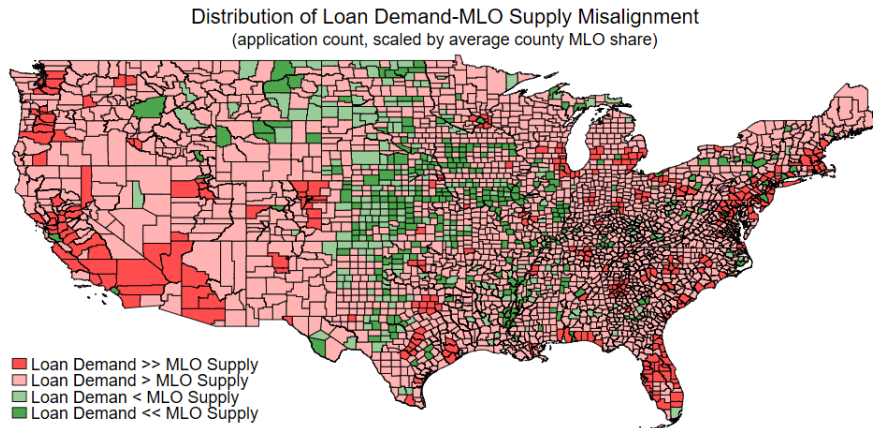 Distribution of Loan Demand-MLO Supply Misalignment
(application count, scaled by average county MLO share)
Loan Demand >> MLO Supply
Loan Demand > MLO Supply
Loan Deman < MLO Supply
Loan Demand << MLO Supply